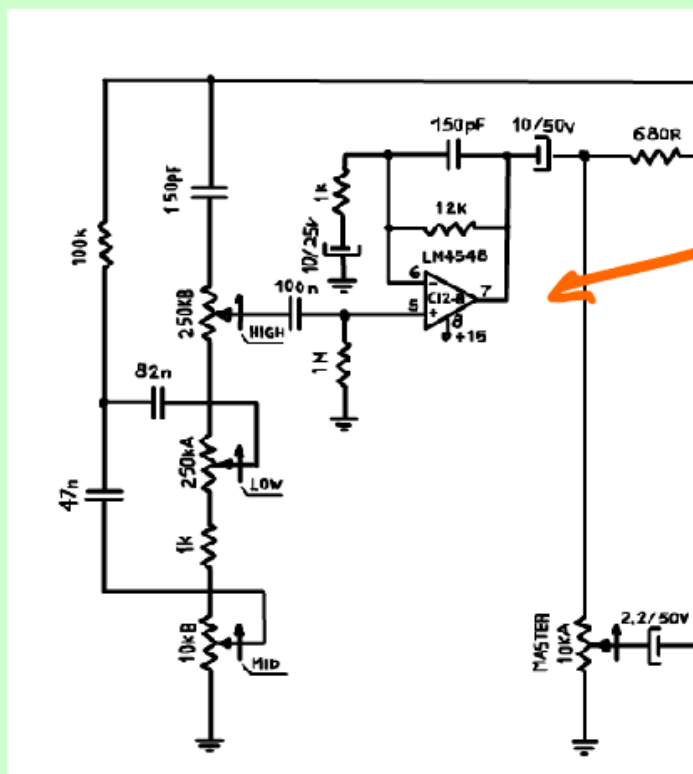 150pF
10/50V
680R
1k
150pF
12K
100k
10/25V
LM4548
6
7
100n
CI2-B
250KB
5
8
HIGH
+15
1M
82n
250kA
47n
LOW
1k
2,2/50V
10kB
MASTER
10KA
MID